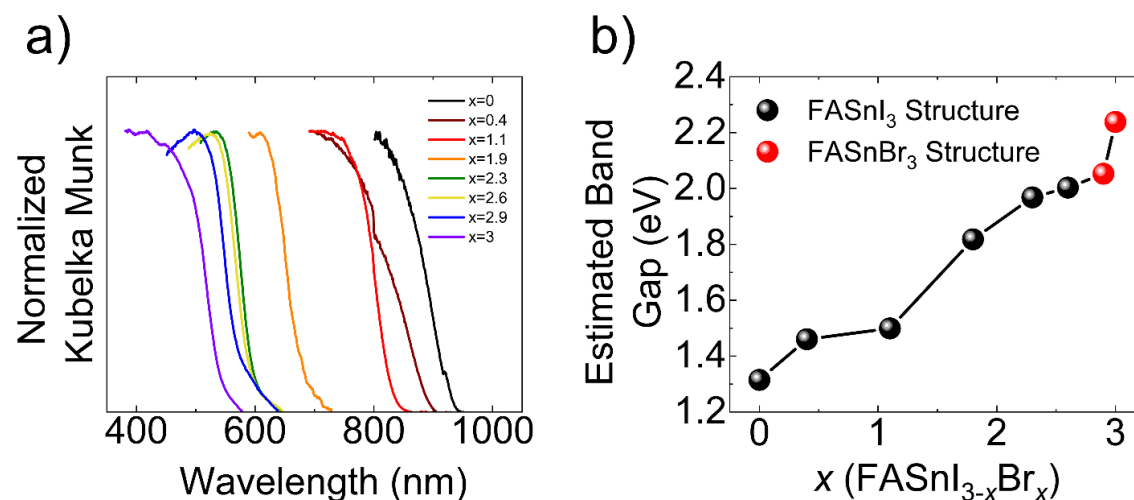 a)
Normalized
Kubelka Munk
x=0
x=0.4
x=1.1
x=1.9
x=2.3
x=2.6
x=2.9
x=3
400 600 800 1000
Wavelength (nm)
b)
Estimated Band
Gap (eV)
2.4
2.2
2.0
1.8
1.6
1.4
1.2
FASnI₃ Structure
FASnBr₃ Structure
0 1 2 3
x (FASnI₃₋ₓBrₓ)